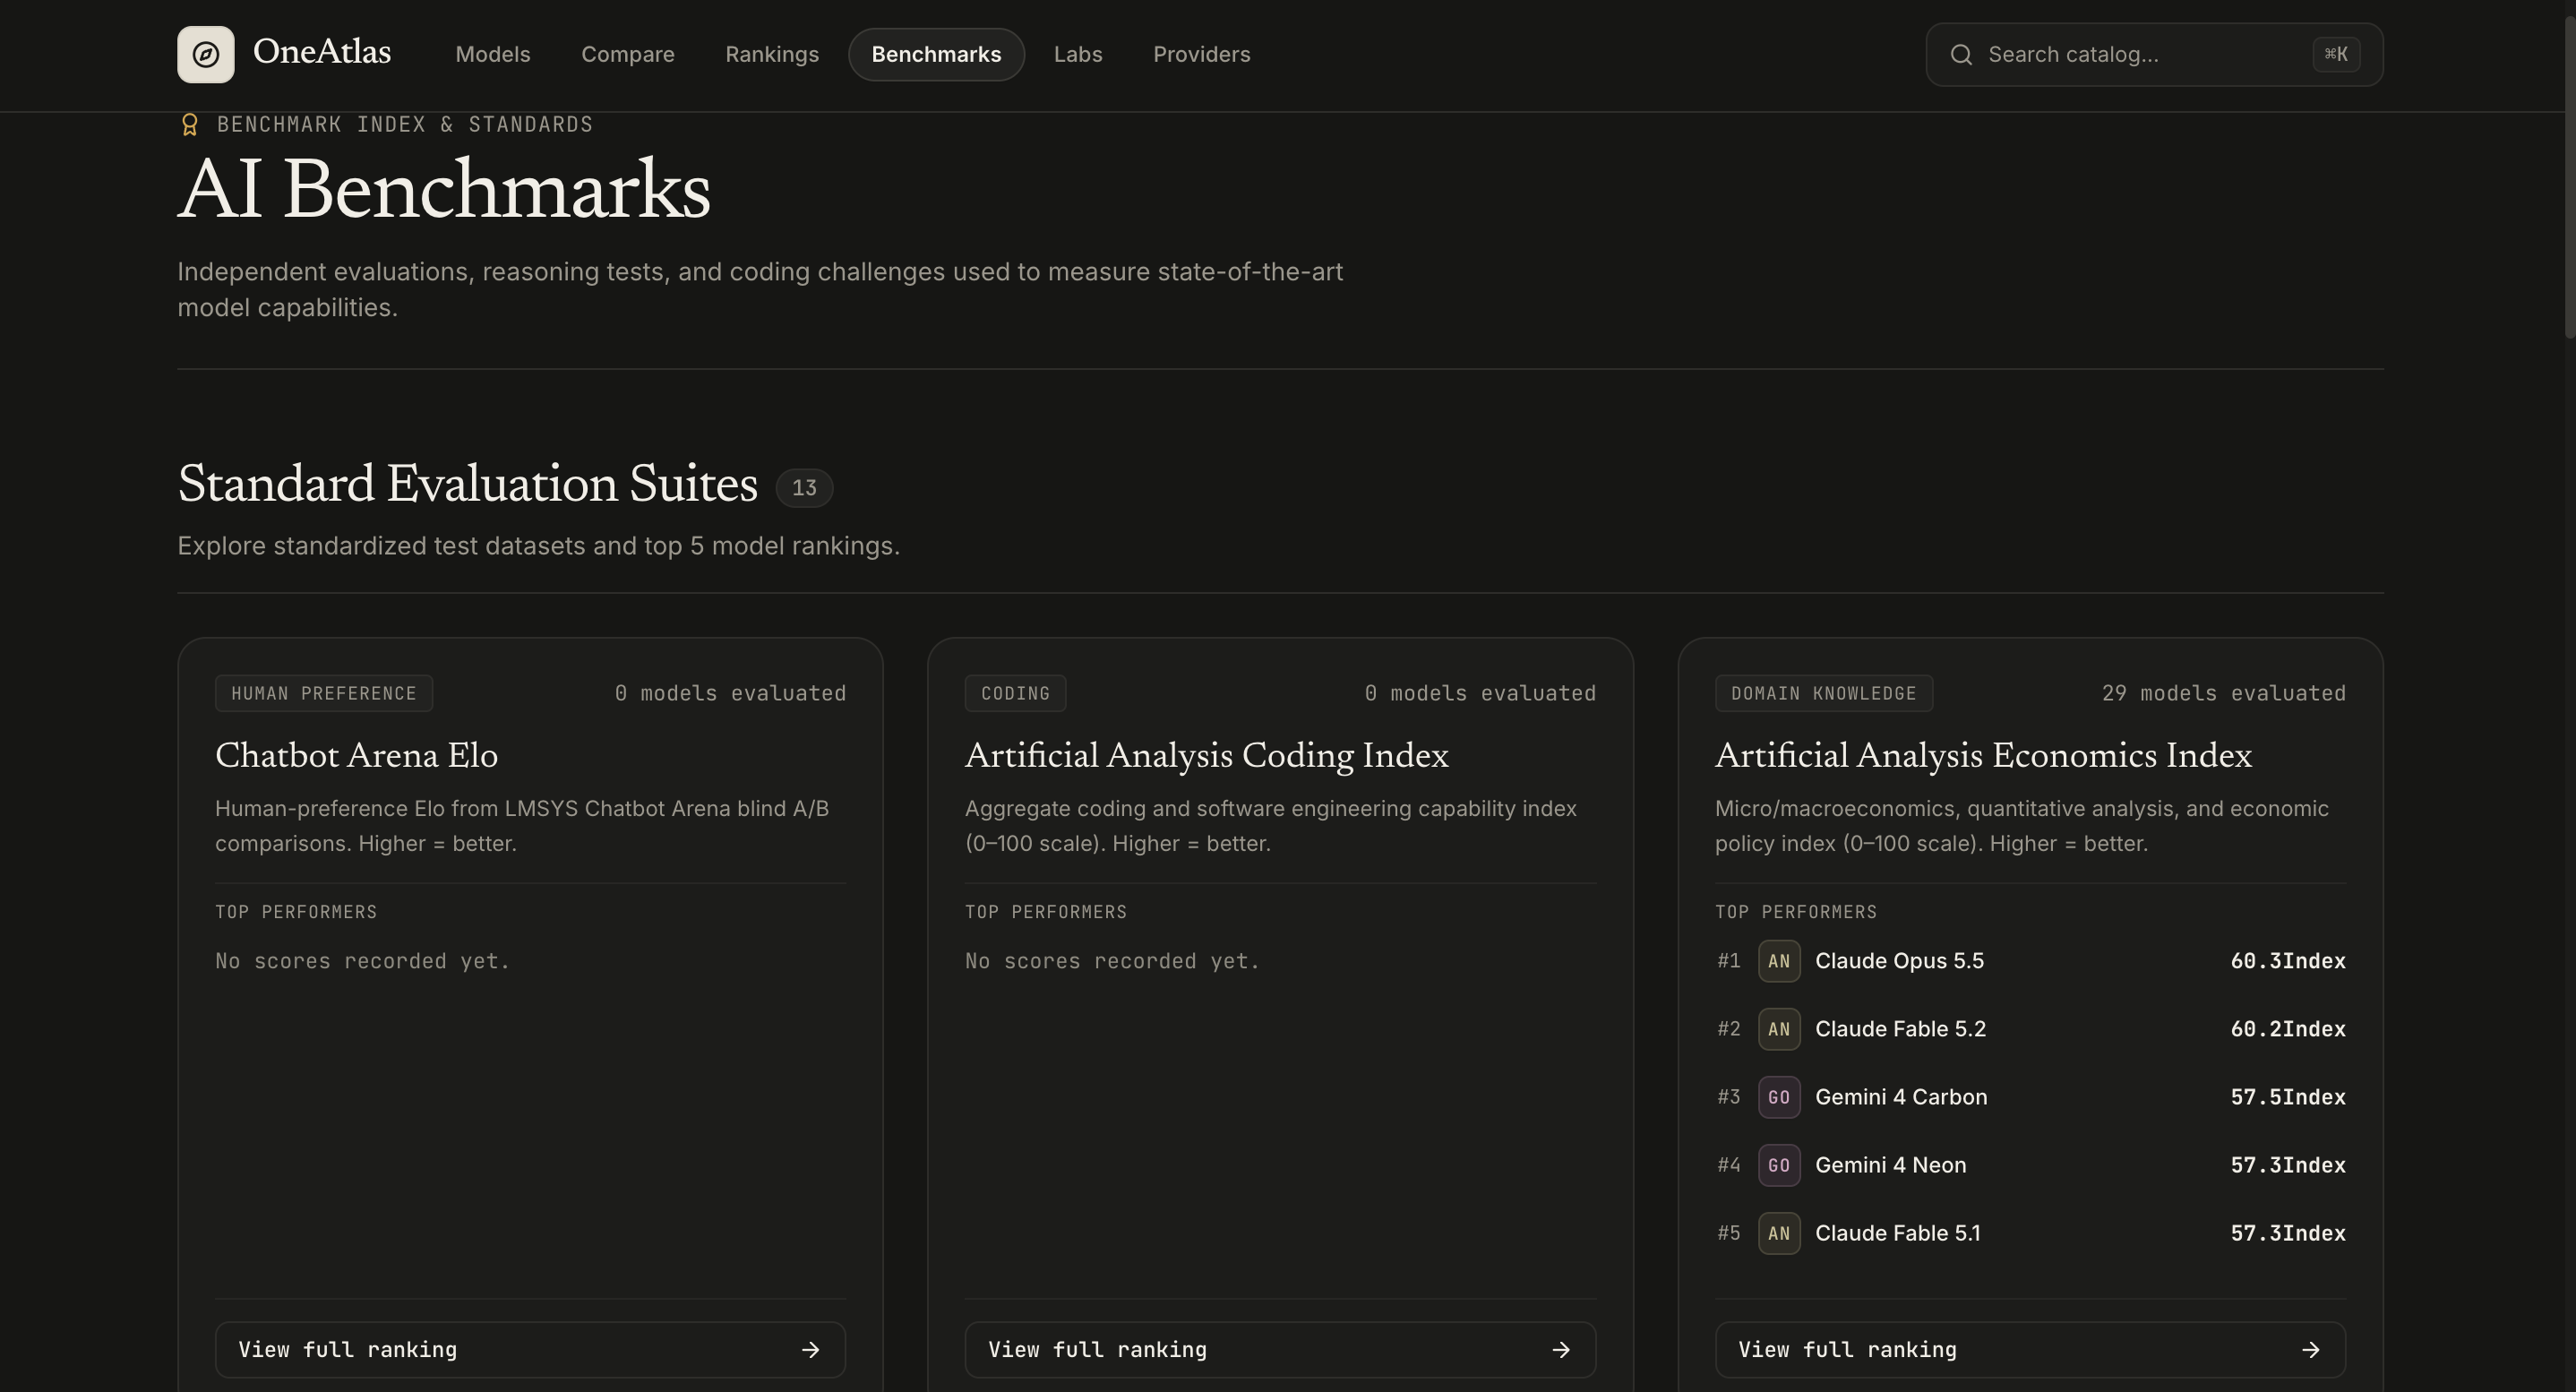 OneAtlas
Models
Compare
Rankings
Benchmarks
Labs
Providers
Search catalog...
⌘K
BENCHMARK INDEX & STANDARDS
AI Benchmarks
Independent evaluations, reasoning tests, and coding challenges used to measure state-of-the-art
model capabilities.
Standard Evaluation Suites 13
Explore standardized test datasets and top 5 model rankings.
HUMAN PREFERENCE
0 models evaluated
Chatbot Arena Elo
Human-preference Elo from LMSYS Chatbot Arena blind A/B
comparisons. Higher = better.
TOP PERFORMERS
No scores recorded yet.
View full ranking
CODING
0 models evaluated
Artificial Analysis Coding Index
Aggregate coding and software engineering capability index
(0–100 scale). Higher = better.
TOP PERFORMERS
No scores recorded yet.
View full ranking
DOMAIN KNOWLEDGE
29 models evaluated
Artificial Analysis Economics Index
Micro/macroeconomics, quantitative analysis, and economic
policy index (0–100 scale). Higher = better.
TOP PERFORMERS
#1 AN Claude Opus 5.5 60.3Index
#2 AN Claude Fable 5.2 60.2Index
#3 GO Gemini 4 Carbon 57.5Index
#4 GO Gemini 4 Neon 57.3Index
#5 AN Claude Fable 5.1 57.3Index
View full ranking